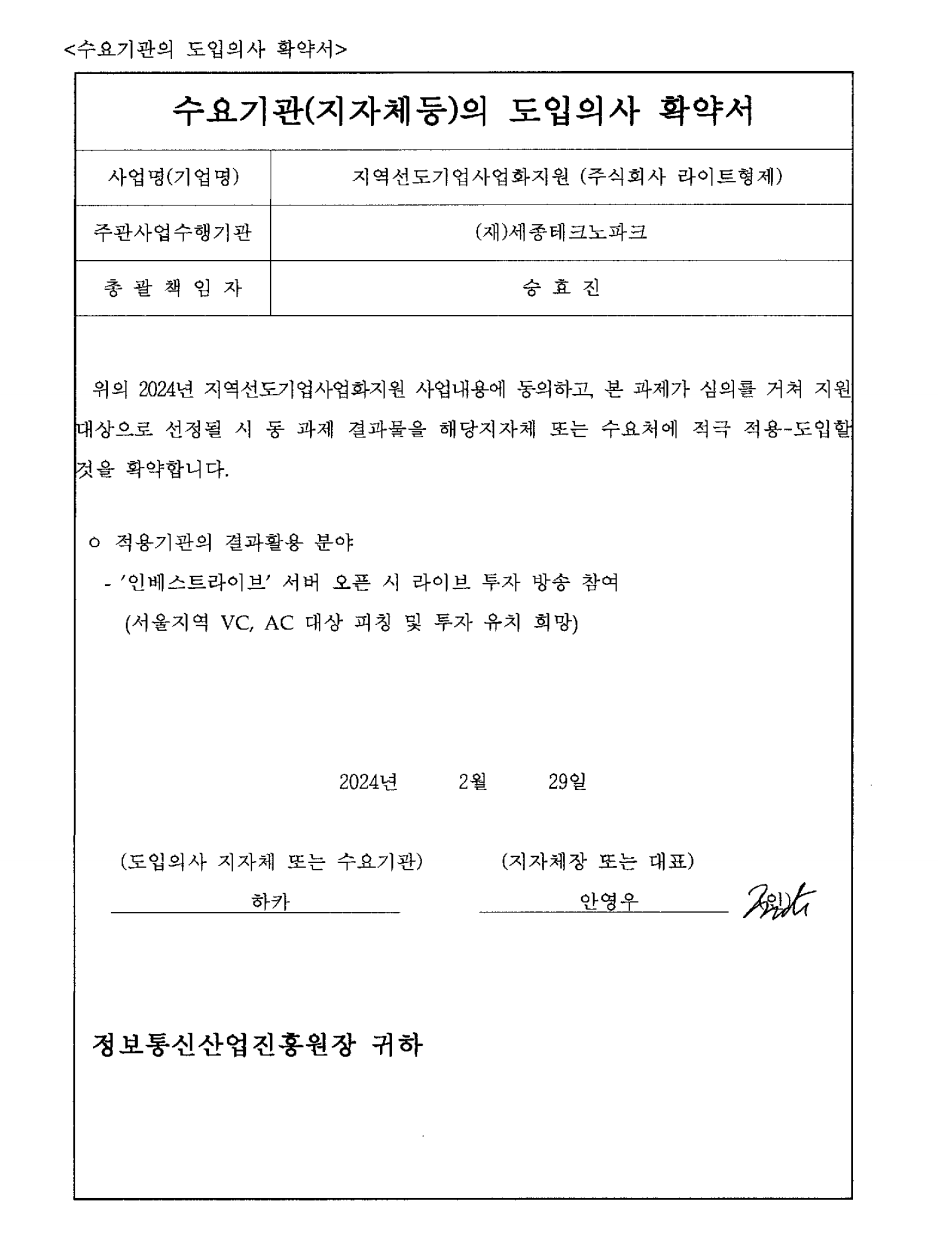 <수요기관의 도입의사 확약서>
수요기관(지자체등)의 도입의사 확약서
사업명(기업명) 지역선도기업사업화지원 (주식회사 라이트형제)
주관사업수행기관 (재)세종테크노파크
총 괄 책 임 자 승 효 진
위의 2024년 지역선도기업사업화지원 사업내용에 동의하고, 본 과제가 심의를 거쳐 지원
대상으로 선정될 시 동 과제 결과물을 해당지자체 또는 수요처에 적극 적용-도입할
것을 확약합니다.
ㅇ 적용기관의 결과활용 분야
- '인베스트라이브' 서버 오픈 시 라이브 투자 방송 참여
(서울지역 VC, AC 대상 피칭 및 투자 유치 희망)
2024년 2월 29일
(도입의사 지자체 또는 수요기관) (지자체장 또는 대표)
하카 안영우 (인)
정보통신산업진흥원장 귀하